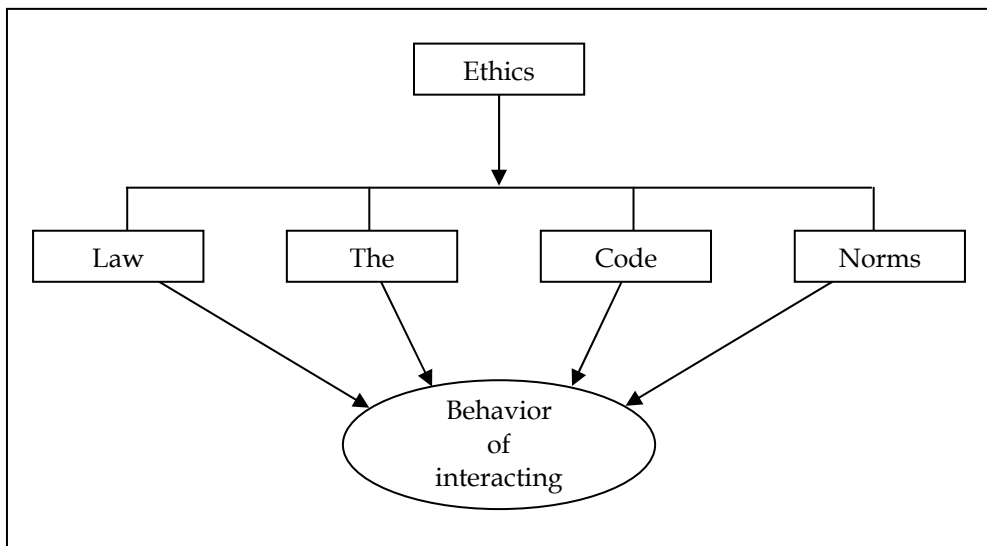 Ethics
Law
The
Code
Norms
Behavior
of
interacting